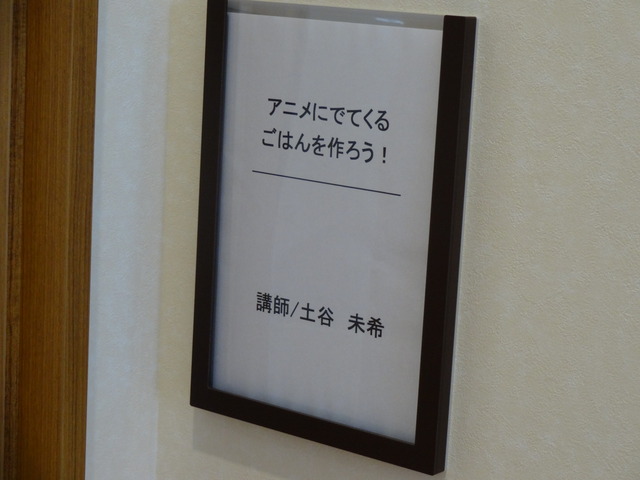 アニメにでてくる
ごはんを作ろう！
講師/土谷　未希